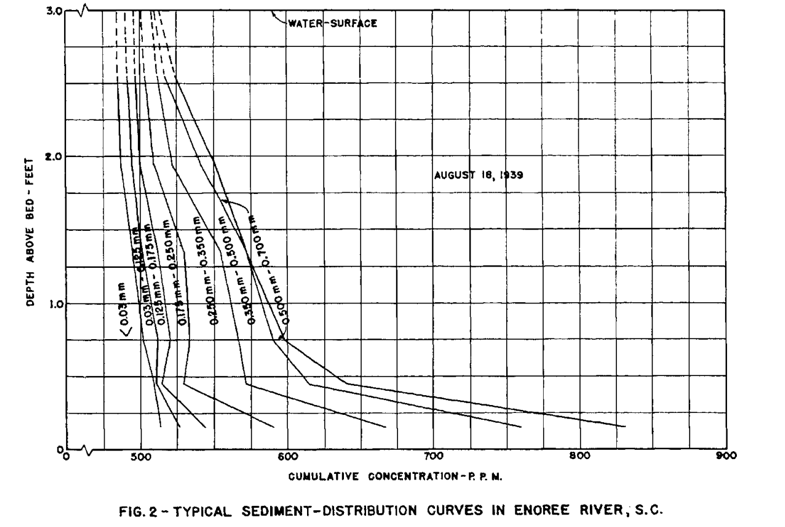 3.0
WATER-SURFACE
2.0
AUGUST 18, 1939
DEPTH ABOVE BED - FEET
< 0.03 mm
0.03 mm - 0.125 mm
0.125 mm - 0.175 mm
0.175 mm - 0.250 mm
0.250 mm - 0.350 mm
0.350 mm - 0.500 mm
0.500 mm - 0.700 mm
1.0
0
0 500 600 700 800 900
CUMULATIVE CONCENTRATION - P. P. M.
FIG. 2 - TYPICAL SEDIMENT-DISTRIBUTION CURVES IN ENOREE RIVER, S.C.